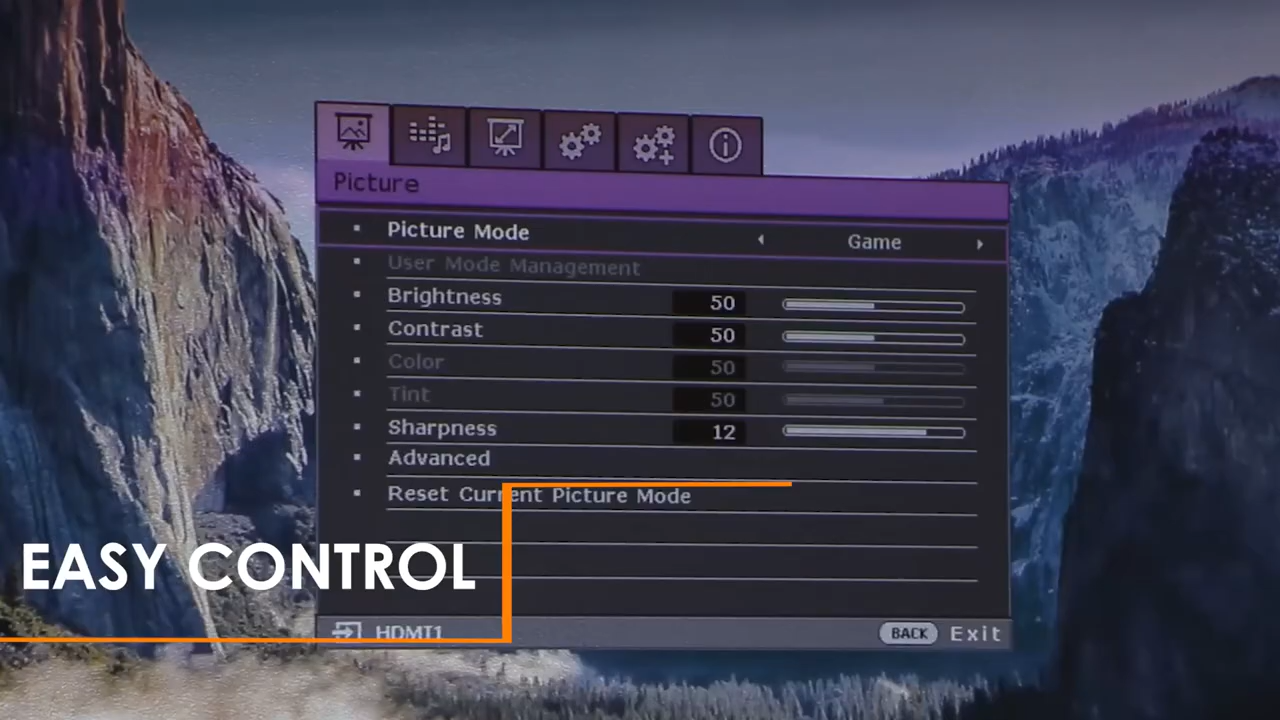 Picture
Picture Mode Game
User Mode Management
Brightness 50
Contrast 50
Color 50
Tint 50
Sharpness 12
Advanced
Reset Current Picture Mode
EASY CONTROL
HDMI1 BACK Exit